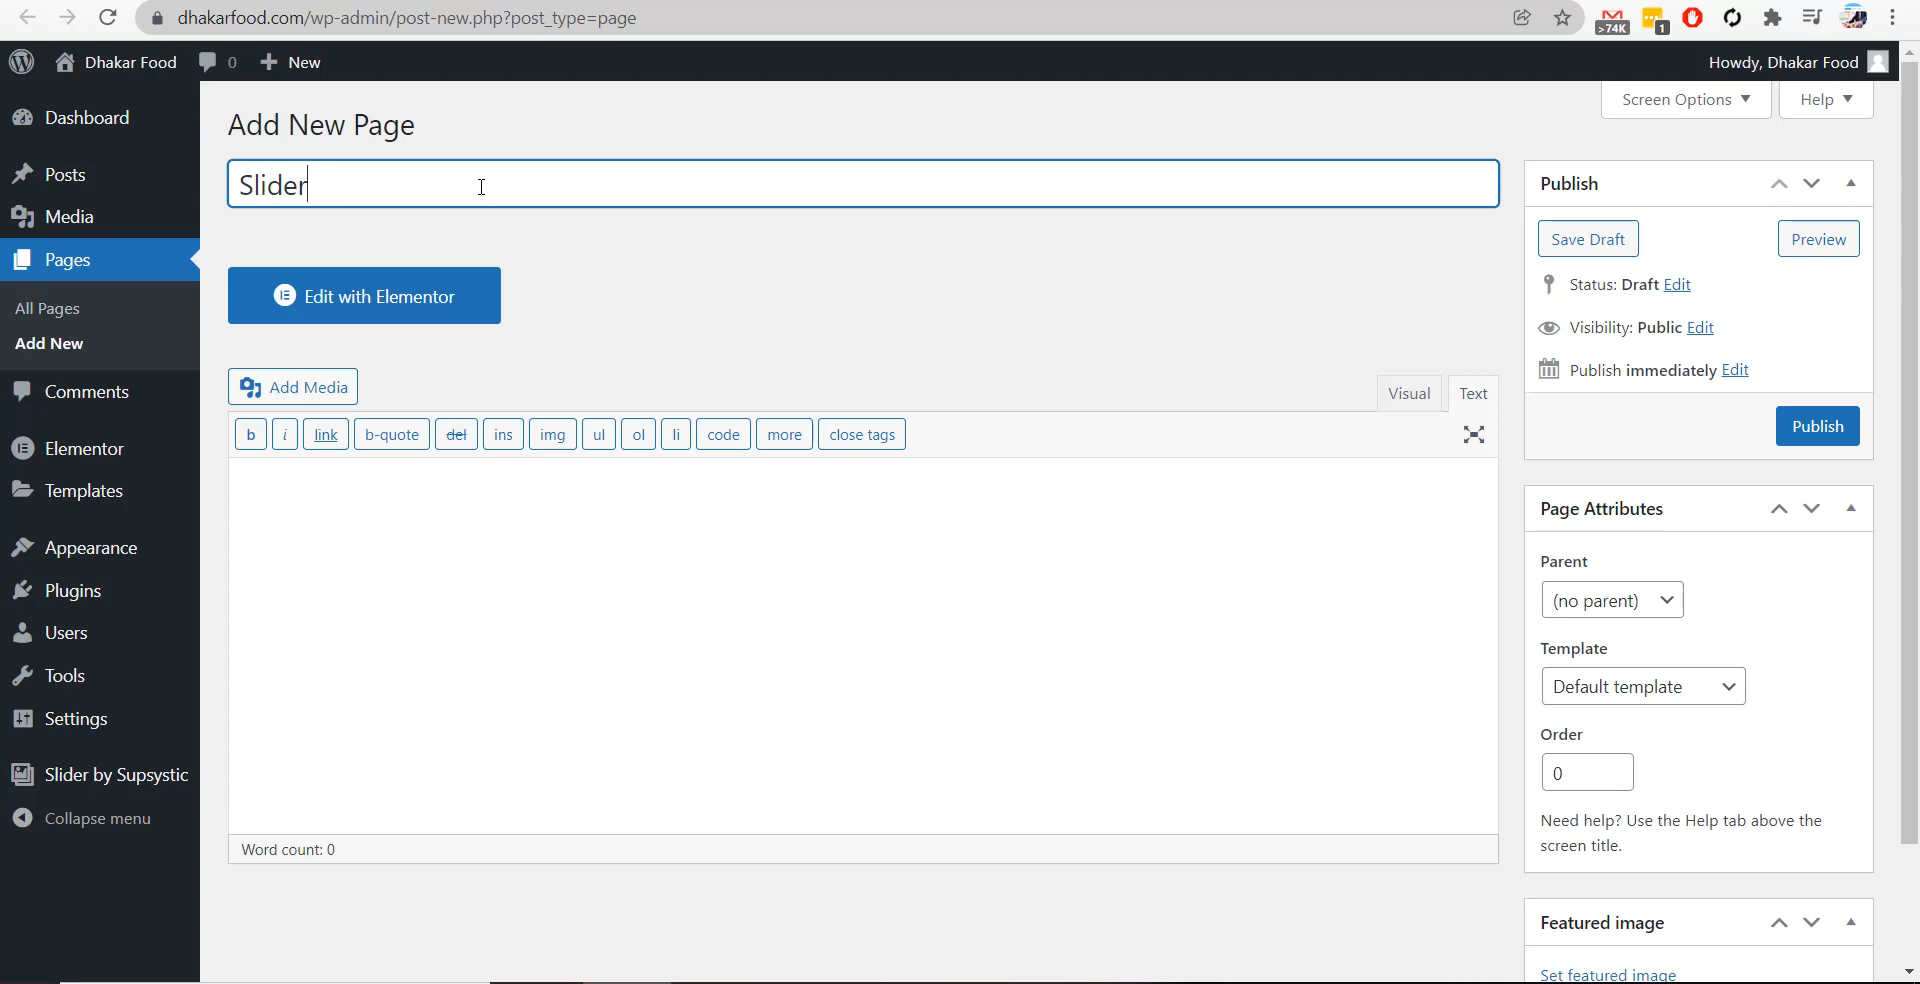 dhakarfood.com/wp-admin/post-new.php?post_type=page
>74K
1
Dhakar Food
0
New
Howdy, Dhakar Food
Screen Options
Help
Dashboard
Posts
Media
Pages
All Pages
Add New
Comments
Elementor
Templates
Appearance
Plugins
Users
Tools
Settings
Slider by Supsystic
Collapse menu
Add New Page
Slider
Edit with Elementor
Add Media
Visual
Text
b
i
link
b-quote
del
ins
img
ul
ol
li
code
more
close tags
Word count: 0
Publish
Save Draft
Preview
Status: Draft Edit
Visibility: Public Edit
Publish immediately Edit
Publish
Page Attributes
Parent
(no parent)
Template
Default template
Order
0
Need help? Use the Help tab above the
screen title.
Featured image
Set featured image